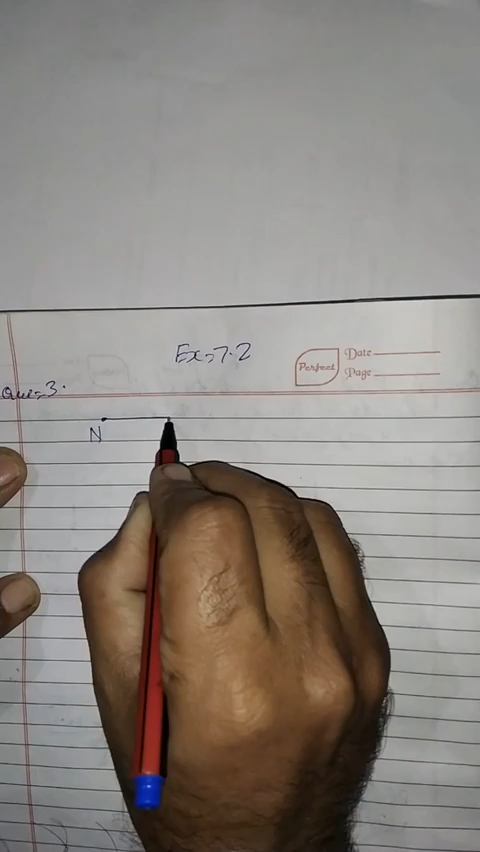 Ex=7.2
Perfect
Date
Page
Que=3.
N